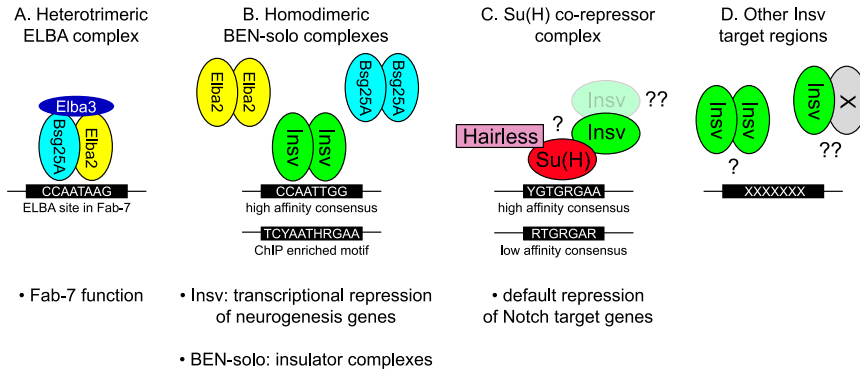 A. Heterotrimeric
ELBA complex
Elba3
Bsg25A
Elba2
CCAATAAG
ELBA site in Fab-7
• Fab-7 function
B. Homodimeric
BEN-solo complexes
Elba2
Elba2
Bsg25A
Bsg25A
Insv
Insv
CCAATTGG
high affinity consensus
TCYAATHRGAA
ChIP enriched motif
• Insv: transcriptional repression
of neurogenesis genes
• BEN-solo: insulator complexes
C. Su(H) co-repressor
complex
Insv
??
?
Insv
Hairless
Su(H)
YGTGRGAA
high affinity consensus
RTGRGAR
low affinity consensus
• default repression
of Notch target genes
D. Other Insv
target regions
Insv
Insv
?
Insv
X
??
XXXXXXX